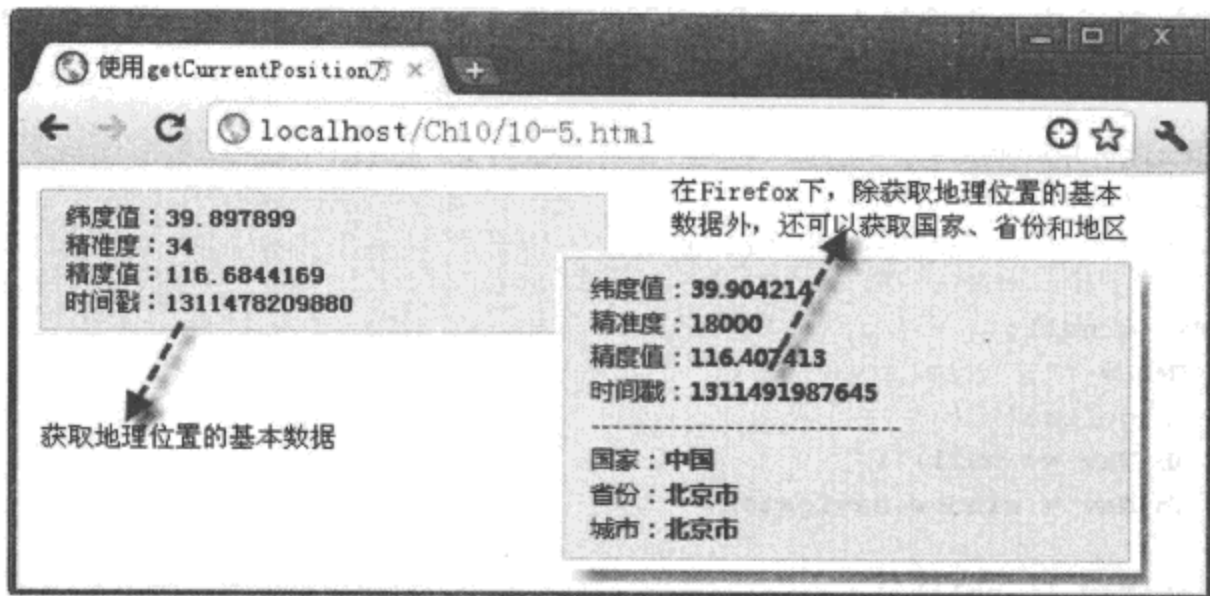 使用getCurrentPosition方
localhost/Ch10/10-5.html
纬度值：39.897899
精准度：34
精度值：116.6844169
时间戳：1311478209880
获取地理位置的基本数据
在Firefox下，除获取地理位置的基本
数据外，还可以获取国家、省份和地区
纬度值：39.904214
精准度：18000
精度值：116.407413
时间戳：1311491987645
------------------------------
国家：中国
省份：北京市
城市：北京市